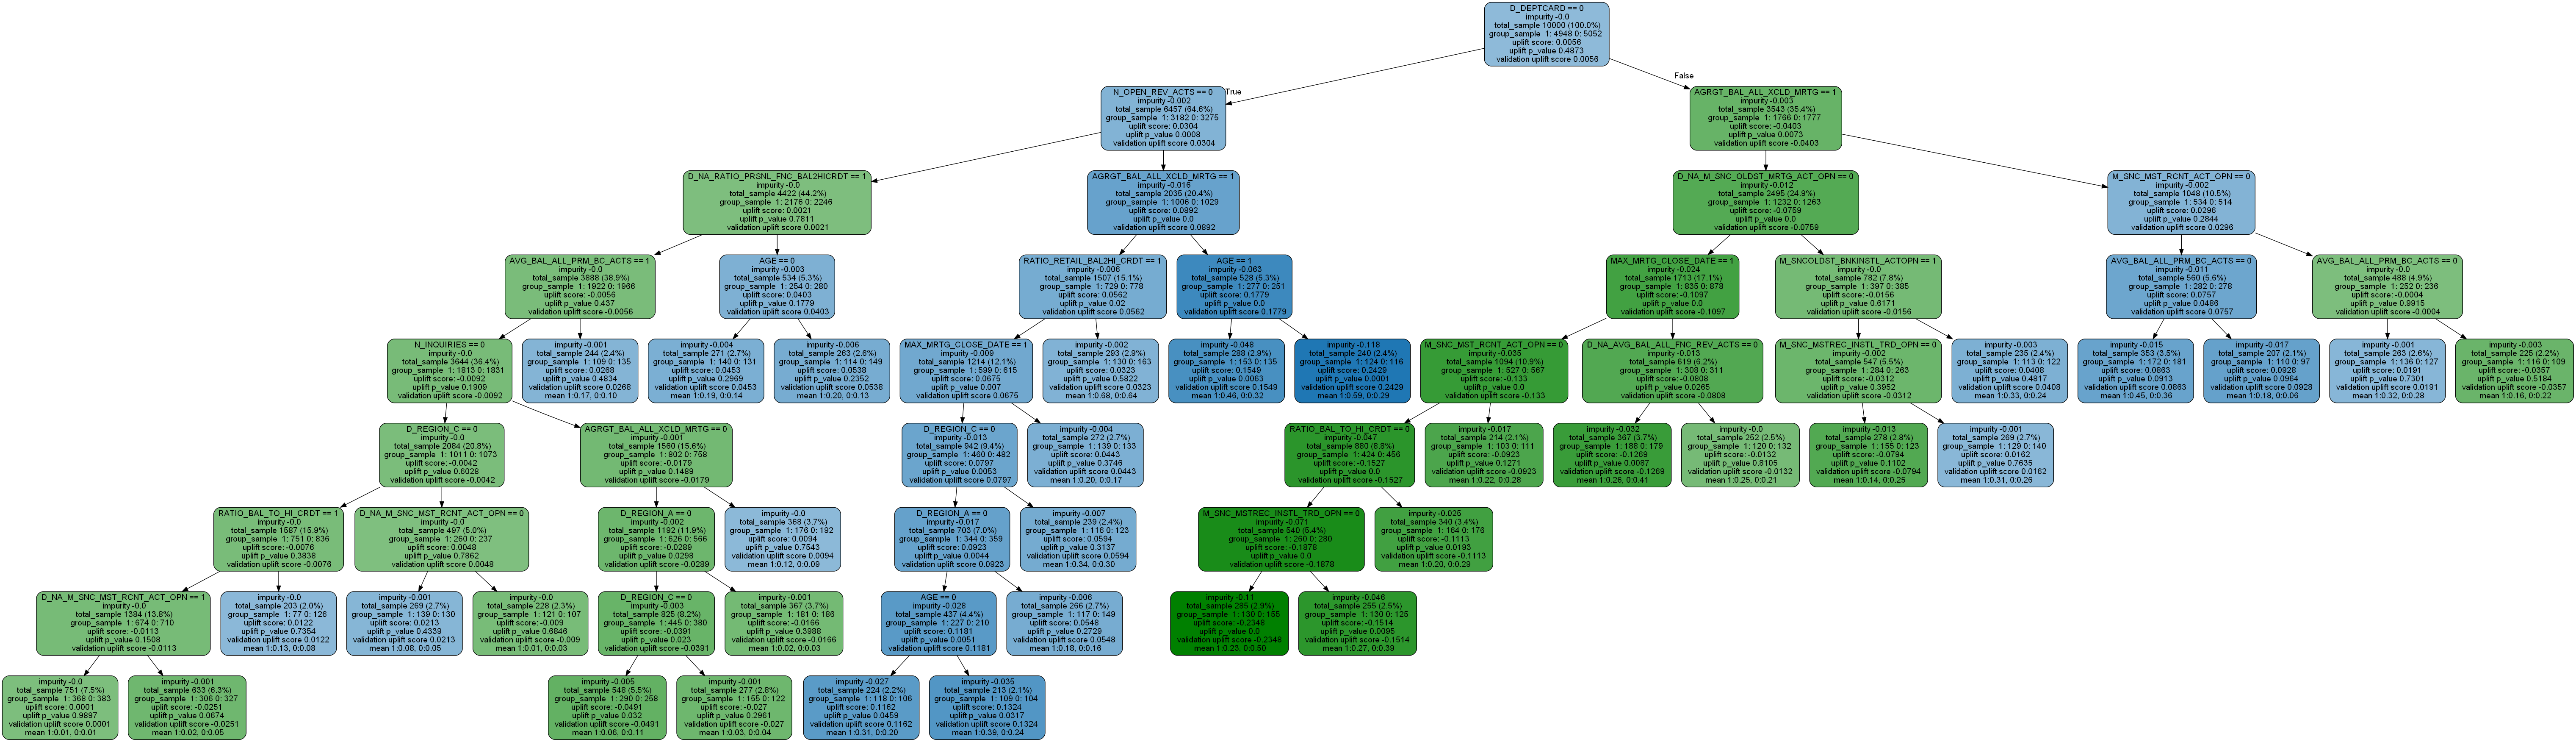 D_DEPTCARD == 0
impurity -0.0
total_sample 10000 (100.0%)
group_sample 1: 4948 0: 5052
uplift score: 0.0056
uplift p_value 0.4873
validation uplift score 0.0056
True
False
N_OPEN_REV_ACTS == 0
impurity -0.002
total_sample 6457 (64.6%)
group_sample 1: 3182 0: 3275
uplift score: 0.0304
uplift p_value 0.0008
validation uplift score 0.0304
AGRGT_BAL_ALL_XCLD_MRTG == 1
impurity -0.003
total_sample 3543 (35.4%)
group_sample 1: 1766 0: 1777
uplift score: -0.0403
uplift p_value 0.0073
validation uplift score -0.0403
D_NA_RATIO_PRSNL_FNC_BAL2HICRDT == 1
impurity -0.0
total_sample 4422 (44.2%)
group_sample 1: 2176 0: 2246
uplift score: 0.0021
uplift p_value 0.7811
validation uplift score 0.0021
AGRGT_BAL_ALL_XCLD_MRTG == 1
impurity -0.016
total_sample 2035 (20.4%)
group_sample 1: 1006 0: 1029
uplift score: 0.0892
uplift p_value 0.0
validation uplift score 0.0892
D_NA_M_SNC_OLDST_MRTG_ACT_OPN == 0
impurity -0.012
total_sample 2495 (24.9%)
group_sample 1: 1232 0: 1263
uplift score: -0.0759
uplift p_value 0.0
validation uplift score -0.0759
M_SNC_MST_RCNT_ACT_OPN == 0
impurity -0.002
total_sample 1048 (10.5%)
group_sample 1: 534 0: 514
uplift score: 0.0296
uplift p_value 0.2844
validation uplift score 0.0296
AVG_BAL_ALL_PRM_BC_ACTS == 1
impurity -0.0
total_sample 3888 (38.9%)
group_sample 1: 1922 0: 1966
uplift score: -0.0056
uplift p_value 0.437
validation uplift score -0.0056
AGE == 0
impurity -0.003
total_sample 534 (5.3%)
group_sample 1: 254 0: 280
uplift score: 0.0403
uplift p_value 0.1779
validation uplift score 0.0403
RATIO_RETAIL_BAL2HI_CRDT == 1
impurity -0.006
total_sample 1507 (15.1%)
group_sample 1: 729 0: 778
uplift score: 0.0562
uplift p_value 0.02
validation uplift score 0.0562
AGE == 1
impurity -0.063
total_sample 528 (5.3%)
group_sample 1: 277 0: 251
uplift score: 0.1779
uplift p_value 0.0
validation uplift score 0.1779
MAX_MRTG_CLOSE_DATE == 1
impurity -0.024
total_sample 1713 (17.1%)
group_sample 1: 835 0: 878
uplift score: -0.1097
uplift p_value 0.0
validation uplift score -0.1097
M_SNCOLDST_BNKINSTL_ACTOPN == 1
impurity -0.0
total_sample 782 (7.8%)
group_sample 1: 397 0: 385
uplift score: -0.0156
uplift p_value 0.6171
validation uplift score -0.0156
AVG_BAL_ALL_PRM_BC_ACTS == 0
impurity -0.011
total_sample 560 (5.6%)
group_sample 1: 282 0: 278
uplift score: 0.0757
uplift p_value 0.0486
validation uplift score 0.0757
AVG_BAL_ALL_PRM_BC_ACTS == 0
impurity -0.0
total_sample 488 (4.9%)
group_sample 1: 252 0: 236
uplift score: -0.0004
uplift p_value 0.9915
validation uplift score -0.0004
N_INQUIRIES == 0
impurity -0.0
total_sample 3644 (36.4%)
group_sample 1: 1813 0: 1831
uplift score: -0.0092
uplift p_value 0.1909
validation uplift score -0.0092
impurity -0.001
total_sample 244 (2.4%)
group_sample 1: 109 0: 135
uplift score: 0.0268
uplift p_value 0.4834
validation uplift score 0.0268
mean 1:0.17, 0:0.10
impurity -0.004
total_sample 271 (2.7%)
group_sample 1: 140 0: 131
uplift score: 0.0453
uplift p_value 0.2969
validation uplift score 0.0453
mean 1:0.19, 0:0.14
impurity -0.006
total_sample 263 (2.6%)
group_sample 1: 114 0: 149
uplift score: 0.0538
uplift p_value 0.2352
validation uplift score 0.0538
mean 1:0.20, 0:0.13
MAX_MRTG_CLOSE_DATE == 1
impurity -0.009
total_sample 1214 (12.1%)
group_sample 1: 599 0: 615
uplift score: 0.0675
uplift p_value 0.007
validation uplift score 0.0675
impurity -0.002
total_sample 293 (2.9%)
group_sample 1: 130 0: 163
uplift score: 0.0323
uplift p_value 0.5822
validation uplift score 0.0323
mean 1:0.68, 0:0.64
impurity -0.048
total_sample 288 (2.9%)
group_sample 1: 153 0: 135
uplift score: 0.1549
uplift p_value 0.0063
validation uplift score 0.1549
mean 1:0.46, 0:0.32
impurity -0.118
total_sample 240 (2.4%)
group_sample 1: 124 0: 116
uplift score: 0.2429
uplift p_value 0.0001
validation uplift score 0.2429
mean 1:0.59, 0:0.29
M_SNC_MST_RCNT_ACT_OPN == 0
impurity -0.035
total_sample 1094 (10.9%)
group_sample 1: 527 0: 567
uplift score: -0.133
uplift p_value 0.0
validation uplift score -0.133
D_NA_AVG_BAL_ALL_FNC_REV_ACTS == 0
impurity -0.013
total_sample 619 (6.2%)
group_sample 1: 308 0: 311
uplift score: -0.0808
uplift p_value 0.0265
validation uplift score -0.0808
M_SNC_MSTREC_INSTL_TRD_OPN == 0
impurity -0.002
total_sample 547 (5.5%)
group_sample 1: 284 0: 263
uplift score: -0.0312
uplift p_value 0.3952
validation uplift score -0.0312
impurity -0.003
total_sample 235 (2.4%)
group_sample 1: 113 0: 122
uplift score: 0.0408
uplift p_value 0.4817
validation uplift score 0.0408
mean 1:0.33, 0:0.24
impurity -0.015
total_sample 353 (3.5%)
group_sample 1: 172 0: 181
uplift score: 0.0863
uplift p_value 0.0913
validation uplift score 0.0863
mean 1:0.45, 0:0.36
impurity -0.017
total_sample 207 (2.1%)
group_sample 1: 110 0: 97
uplift score: 0.0928
uplift p_value 0.0964
validation uplift score 0.0928
mean 1:0.18, 0:0.06
impurity -0.001
total_sample 263 (2.6%)
group_sample 1: 136 0: 127
uplift score: 0.0191
uplift p_value 0.7301
validation uplift score 0.0191
mean 1:0.32, 0:0.28
impurity -0.003
total_sample 225 (2.2%)
group_sample 1: 116 0: 109
uplift score: -0.0357
uplift p_value 0.5184
validation uplift score -0.0357
mean 1:0.16, 0:0.22
D_REGION_C == 0
impurity -0.0
total_sample 2084 (20.8%)
group_sample 1: 1011 0: 1073
uplift score: -0.0042
uplift p_value 0.6028
validation uplift score -0.0042
AGRGT_BAL_ALL_XCLD_MRTG == 0
impurity -0.001
total_sample 1560 (15.6%)
group_sample 1: 802 0: 758
uplift score: -0.0179
uplift p_value 0.1489
validation uplift score -0.0179
D_REGION_C == 0
impurity -0.013
total_sample 942 (9.4%)
group_sample 1: 460 0: 482
uplift score: 0.0797
uplift p_value 0.0053
validation uplift score 0.0797
impurity -0.004
total_sample 272 (2.7%)
group_sample 1: 139 0: 133
uplift score: 0.0443
uplift p_value 0.3746
validation uplift score 0.0443
mean 1:0.20, 0:0.17
RATIO_BAL_TO_HI_CRDT == 0
impurity -0.047
total_sample 880 (8.8%)
group_sample 1: 424 0: 456
uplift score: -0.1527
uplift p_value 0.0
validation uplift score -0.1527
impurity -0.017
total_sample 214 (2.1%)
group_sample 1: 103 0: 111
uplift score: -0.0923
uplift p_value 0.1271
validation uplift score -0.0923
mean 1:0.22, 0:0.28
impurity -0.032
total_sample 367 (3.7%)
group_sample 1: 188 0: 179
uplift score: -0.1269
uplift p_value 0.0087
validation uplift score -0.1269
mean 1:0.26, 0:0.41
impurity -0.0
total_sample 252 (2.5%)
group_sample 1: 120 0: 132
uplift score: -0.0132
uplift p_value 0.8105
validation uplift score -0.0132
mean 1:0.25, 0:0.21
impurity -0.013
total_sample 278 (2.8%)
group_sample 1: 155 0: 123
uplift score: -0.0794
uplift p_value 0.1102
validation uplift score -0.0794
mean 1:0.14, 0:0.25
impurity -0.001
total_sample 269 (2.7%)
group_sample 1: 129 0: 140
uplift score: 0.0162
uplift p_value 0.7635
validation uplift score 0.0162
mean 1:0.31, 0:0.26
RATIO_BAL_TO_HI_CRDT == 1
impurity -0.0
total_sample 1587 (15.9%)
group_sample 1: 751 0: 836
uplift score: -0.0076
uplift p_value 0.3838
validation uplift score -0.0076
D_NA_M_SNC_MST_RCNT_ACT_OPN == 0
impurity -0.0
total_sample 497 (5.0%)
group_sample 1: 260 0: 237
uplift score: 0.0048
uplift p_value 0.7862
validation uplift score 0.0048
D_REGION_A == 0
impurity -0.002
total_sample 1192 (11.9%)
group_sample 1: 626 0: 566
uplift score: -0.0289
uplift p_value 0.0298
validation uplift score -0.0289
impurity -0.0
total_sample 368 (3.7%)
group_sample 1: 176 0: 192
uplift score: 0.0094
uplift p_value 0.7543
validation uplift score 0.0094
mean 1:0.12, 0:0.09
D_REGION_A == 0
impurity -0.017
total_sample 703 (7.0%)
group_sample 1: 344 0: 359
uplift score: 0.0923
uplift p_value 0.0044
validation uplift score 0.0923
impurity -0.007
total_sample 239 (2.4%)
group_sample 1: 116 0: 123
uplift score: 0.0594
uplift p_value 0.3137
validation uplift score 0.0594
mean 1:0.34, 0:0.30
M_SNC_MSTREC_INSTL_TRD_OPN == 0
impurity -0.071
total_sample 540 (5.4%)
group_sample 1: 260 0: 280
uplift score: -0.1878
uplift p_value 0.0
validation uplift score -0.1878
impurity -0.025
total_sample 340 (3.4%)
group_sample 1: 164 0: 176
uplift score: -0.1113
uplift p_value 0.0193
validation uplift score -0.1113
mean 1:0.20, 0:0.29
D_NA_M_SNC_MST_RCNT_ACT_OPN == 1
impurity -0.0
total_sample 1384 (13.8%)
group_sample 1: 674 0: 710
uplift score: -0.0113
uplift p_value 0.1508
validation uplift score -0.0113
impurity -0.0
total_sample 203 (2.0%)
group_sample 1: 77 0: 126
uplift score: 0.0122
uplift p_value 0.7354
validation uplift score 0.0122
mean 1:0.13, 0:0.08
impurity -0.001
total_sample 269 (2.7%)
group_sample 1: 139 0: 130
uplift score: 0.0213
uplift p_value 0.4339
validation uplift score 0.0213
mean 1:0.08, 0:0.05
impurity -0.0
total_sample 228 (2.3%)
group_sample 1: 121 0: 107
uplift score: -0.009
uplift p_value 0.6846
validation uplift score -0.009
mean 1:0.01, 0:0.03
D_REGION_C == 0
impurity -0.003
total_sample 825 (8.2%)
group_sample 1: 445 0: 380
uplift score: -0.0391
uplift p_value 0.023
validation uplift score -0.0391
impurity -0.001
total_sample 367 (3.7%)
group_sample 1: 181 0: 186
uplift score: -0.0166
uplift p_value 0.3988
validation uplift score -0.0166
mean 1:0.02, 0:0.03
AGE == 0
impurity -0.028
total_sample 437 (4.4%)
group_sample 1: 227 0: 210
uplift score: 0.1181
uplift p_value 0.0051
validation uplift score 0.1181
impurity -0.006
total_sample 266 (2.7%)
group_sample 1: 117 0: 149
uplift score: 0.0548
uplift p_value 0.2729
validation uplift score 0.0548
mean 1:0.18, 0:0.16
impurity -0.11
total_sample 285 (2.9%)
group_sample 1: 130 0: 155
uplift score: -0.2348
uplift p_value 0.0
validation uplift score -0.2348
mean 1:0.23, 0:0.50
impurity -0.046
total_sample 255 (2.5%)
group_sample 1: 130 0: 125
uplift score: -0.1514
uplift p_value 0.0095
validation uplift score -0.1514
mean 1:0.27, 0:0.39
impurity -0.0
total_sample 751 (7.5%)
group_sample 1: 368 0: 383
uplift score: 0.0001
uplift p_value 0.9897
validation uplift score 0.0001
mean 1:0.01, 0:0.01
impurity -0.001
total_sample 633 (6.3%)
group_sample 1: 306 0: 327
uplift score: -0.0251
uplift p_value 0.0674
validation uplift score -0.0251
mean 1:0.02, 0:0.05
impurity -0.005
total_sample 548 (5.5%)
group_sample 1: 290 0: 258
uplift score: -0.0491
uplift p_value 0.032
validation uplift score -0.0491
mean 1:0.06, 0:0.11
impurity -0.001
total_sample 277 (2.8%)
group_sample 1: 155 0: 122
uplift score: -0.027
uplift p_value 0.2961
validation uplift score -0.027
mean 1:0.03, 0:0.04
impurity -0.027
total_sample 224 (2.2%)
group_sample 1: 118 0: 106
uplift score: 0.1162
uplift p_value 0.0459
validation uplift score 0.1162
mean 1:0.31, 0:0.20
impurity -0.035
total_sample 213 (2.1%)
group_sample 1: 109 0: 104
uplift score: 0.1324
uplift p_value 0.0317
validation uplift score 0.1324
mean 1:0.39, 0:0.24